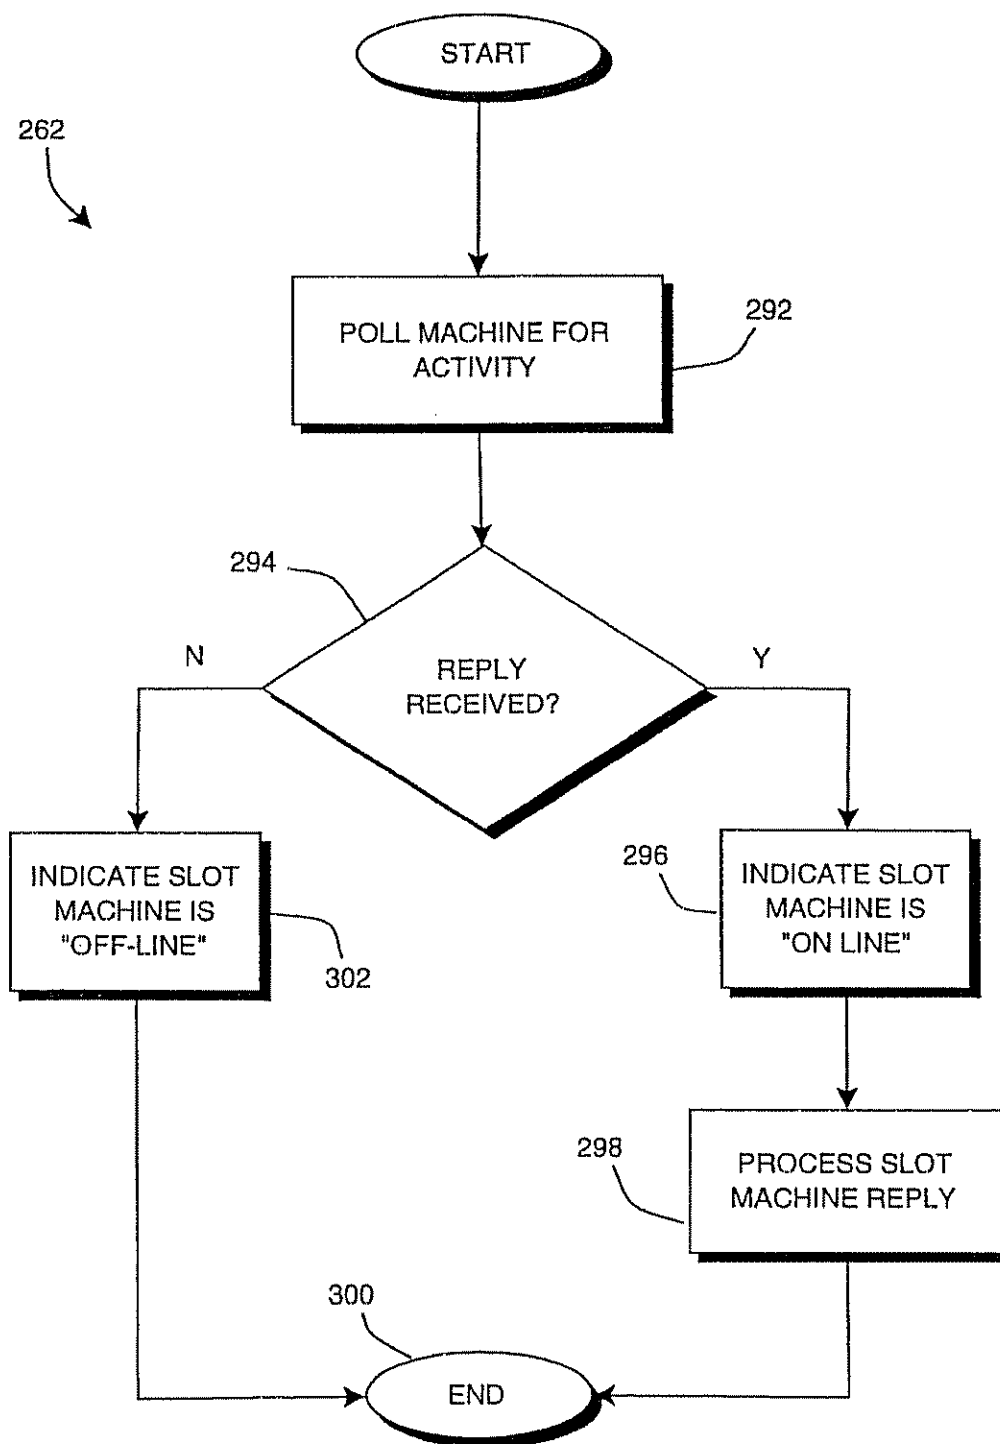 START
262
POLL MACHINE FOR
ACTIVITY
292
294
N
REPLY
RECEIVED?
Y
INDICATE SLOT
MACHINE IS
"OFF-LINE"
302
296
INDICATE SLOT
MACHINE IS
"ON LINE"
298
PROCESS SLOT
MACHINE REPLY
300
END